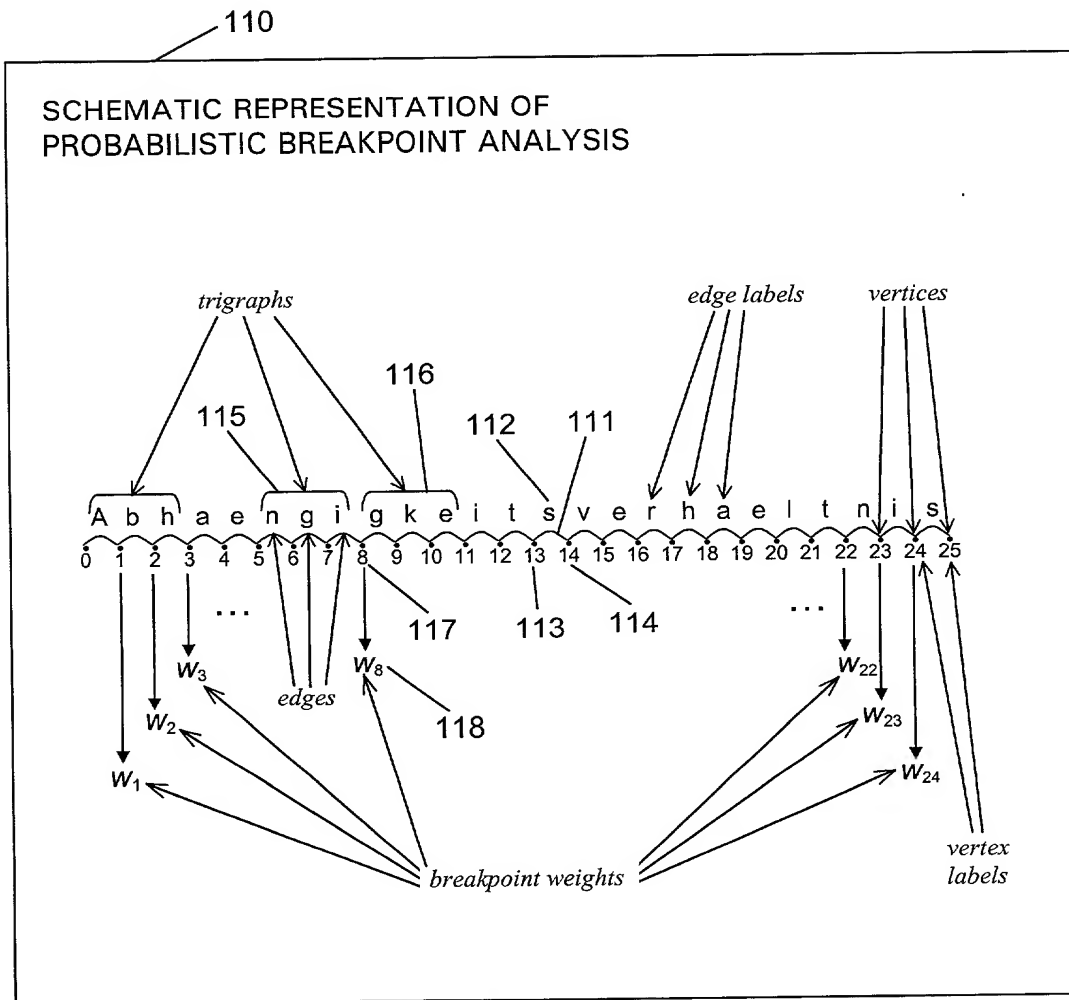 110
SCHEMATIC REPRESENTATION OF
PROBABILISTIC BREAKPOINT ANALYSIS
trigraphs
edge labels
vertices
116
115
112
111
A b h a e n g i g k e i t s v e r h a e l t n i s
0 1 2 3 4 5 6 7 8 9 10 11 12 13 14 15 16 17 18 19 20 21 22 23 24 25
... 117 113 114 ...
w3 edges w8 118 w22
w2 w23
w1 w24
breakpoint weights
vertex
labels